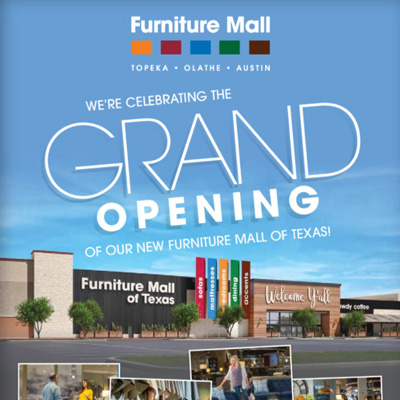 Furniture Mall
TOPEKA • OLATHE • AUSTIN
WE'RE CELEBRATING THE
GRAND
OPENING
OF OUR NEW FURNITURE MALL OF TEXAS!
Furniture Mall
of Texas
sofas
mattresses
bedrooms
dining
accents
Welcome Y'all
coffee